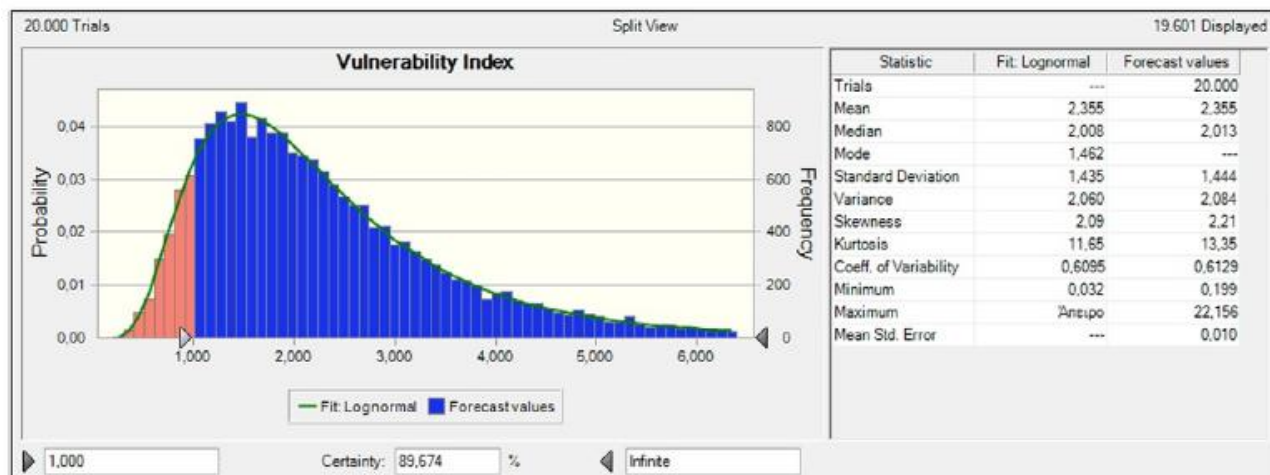 20.000 Trials Split View 19.601 Displayed
Vulnerability Index
Probability
0,04
0,03
0,02
0,01
0,00
Frequency
800
600
400
200
0
1,000 2,000 3,000 4,000 5,000 6,000
Fit: Lognormal Forecast values
Statistic Fit: Lognormal Forecast values
Trials --- 20.000
Mean 2,355 2,355
Median 2,008 2,013
Mode 1,462 ---
Standard Deviation 1,435 1,444
Variance 2,060 2,084
Skewness 2,09 2,21
Kurtosis 11,65 13,35
Coeff. of Variability 0,6095 0,6129
Minimum 0,032 0,199
Maximum Άπειρο 22,156
Mean Std. Error --- 0,010
1,000 Certainty: 89,674 % Infinite